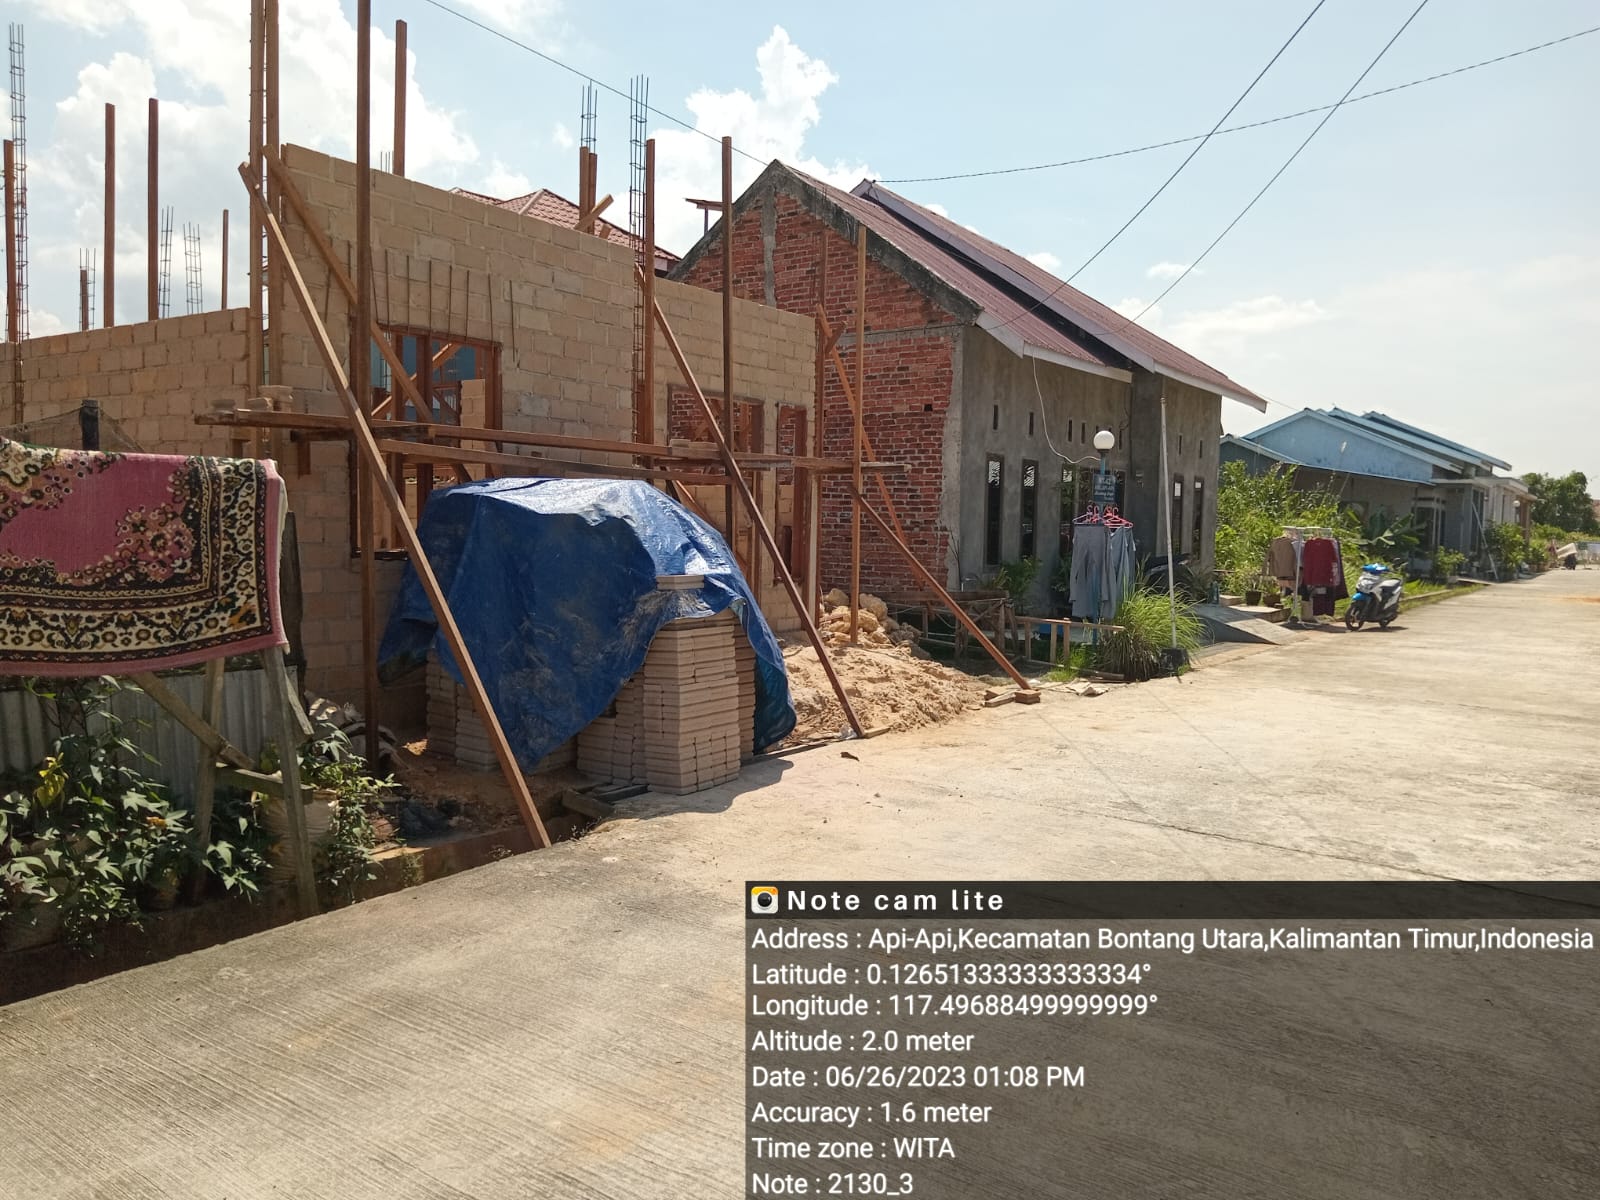 Note cam lite
Address : Api-Api,Kecamatan Bontang Utara,Kalimantan Timur,Indonesia
Latitude : 0.12651333333333334°
Longitude : 117.49688499999999°
Altitude : 2.0 meter
Date : 06/26/2023 01:08 PM
Accuracy : 1.6 meter
Time zone : WITA
Note : 2130_3